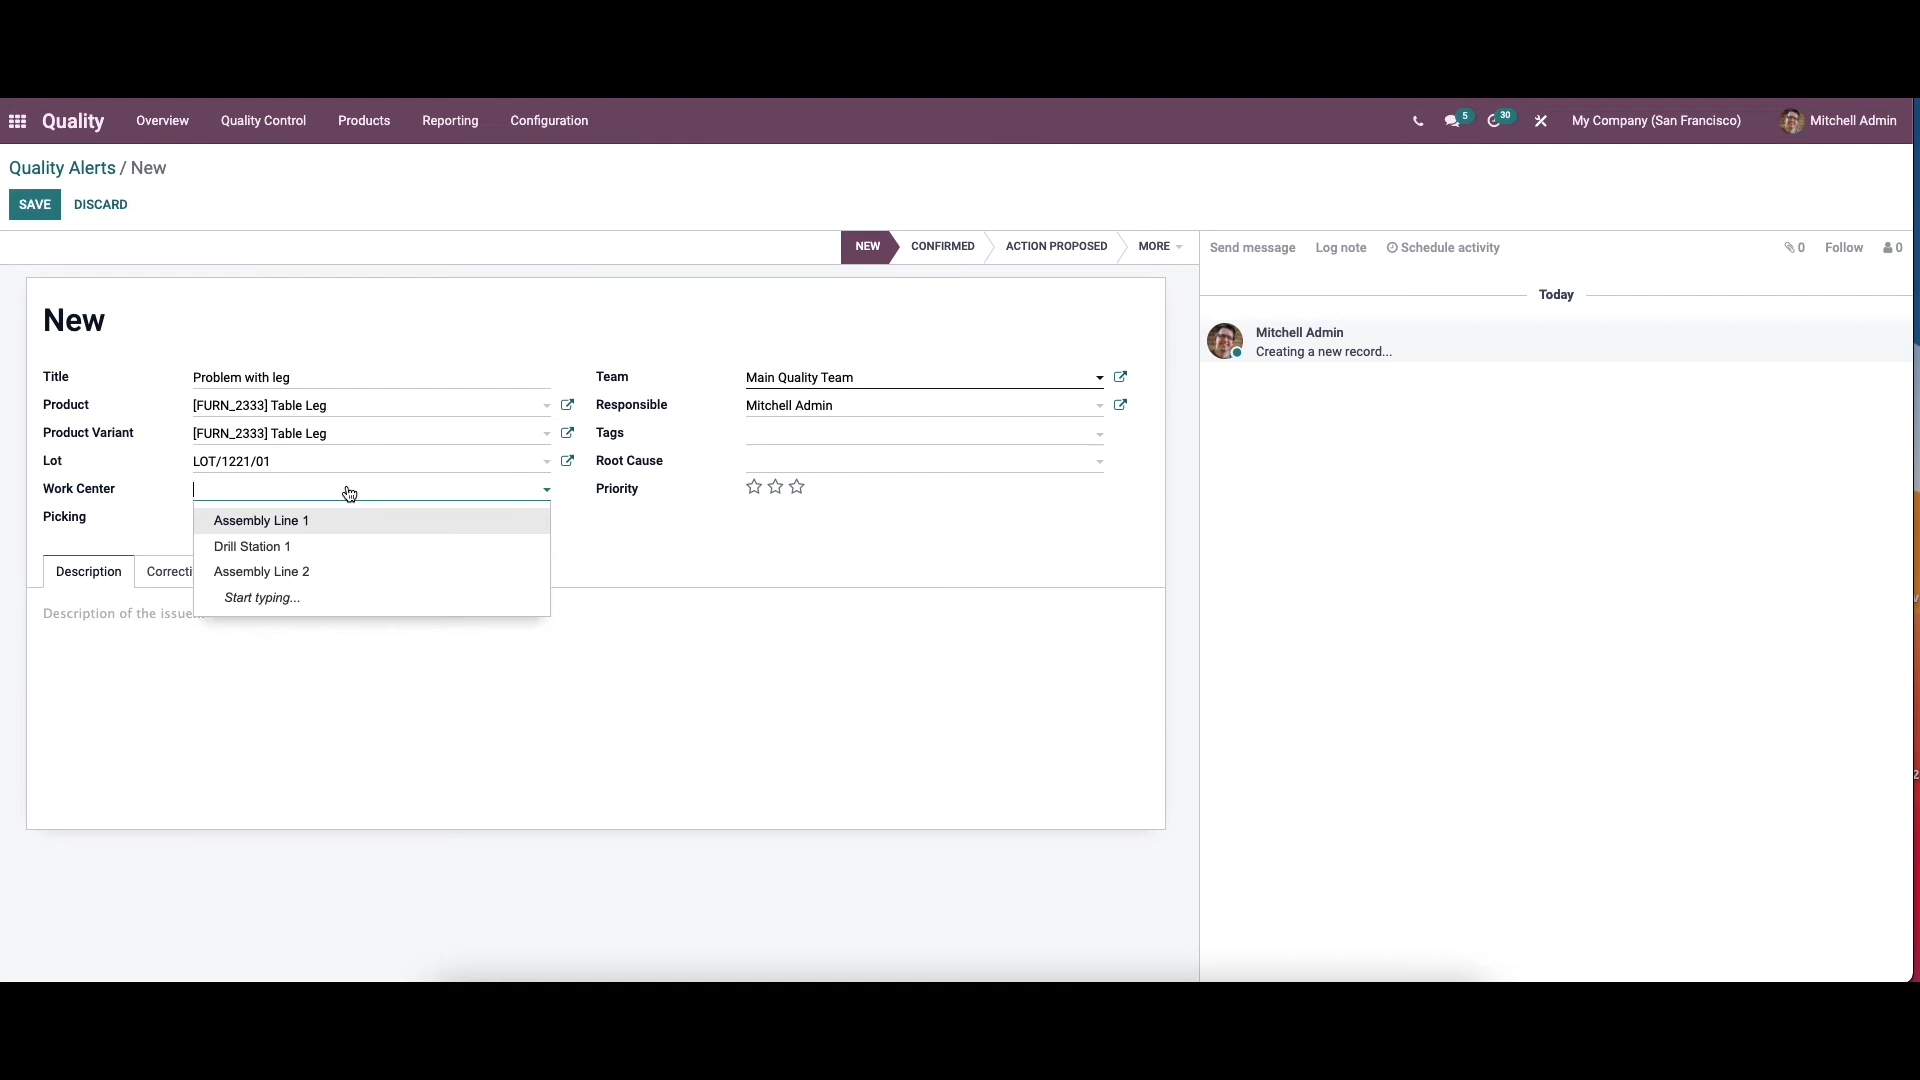 Quality Overview Quality Control Products Reporting Configuration 5 30 My Company (San Francisco) Mitchell Admin
Quality Alerts / New
SAVE DISCARD
NEW CONFIRMED ACTION PROPOSED MORE Send message Log note Schedule activity 0 Follow 0
Today
New
Mitchell Admin
Creating a new record...
Title Problem with leg Team Main Quality Team
Product [FURN_2333] Table Leg Responsible Mitchell Admin
Product Variant [FURN_2333] Table Leg Tags
Lot LOT/1221/01 Root Cause
Work Center Priority
Picking
Assembly Line 1
Drill Station 1
Assembly Line 2
Start typing...
Description Correcti
Description of the issue...